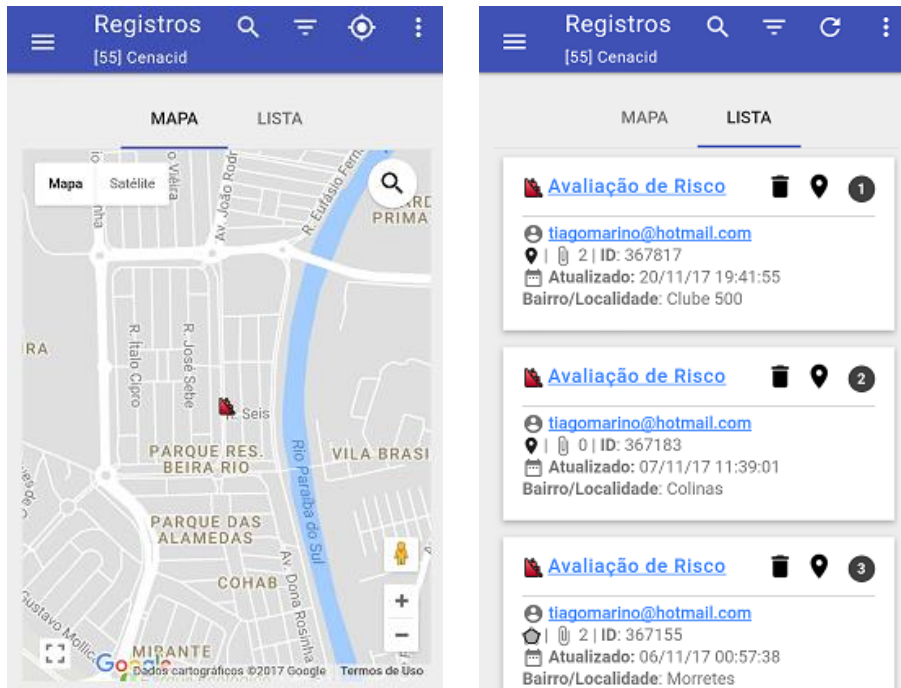 Registros
[55] Cenacid
MAPA
LISTA
Mapa
Satélite
Av. João Rodr
R. Eufásio Fern
PRIMA
R. Ítalo Cipro
R. José Sebe
Seis
PARQUE RES.
BEIRA RIO
Rio Paraíba do Sul
VILA BRASI
PARQUE DAS
ALAMEDAS
COHAB
Av. Dona Rosinha
Gustavo Mollica
MIRANTE
Google
Dados cartográficos ©2017 Google
Termos de Uso
Registros
[55] Cenacid
MAPA
LISTA
Avaliação de Risco
1
tiagomarino@hotmail.com
| 2 | ID: 367817
Atualizado: 20/11/17 19:41:55
Bairro/Localidade: Clube 500
Avaliação de Risco
2
tiagomarino@hotmail.com
| 0 | ID: 367183
Atualizado: 07/11/17 11:39:01
Bairro/Localidade: Colinas
Avaliação de Risco
3
tiagomarino@hotmail.com
| 2 | ID: 367155
Atualizado: 06/11/17 00:57:38
Bairro/Localidade: Morretes